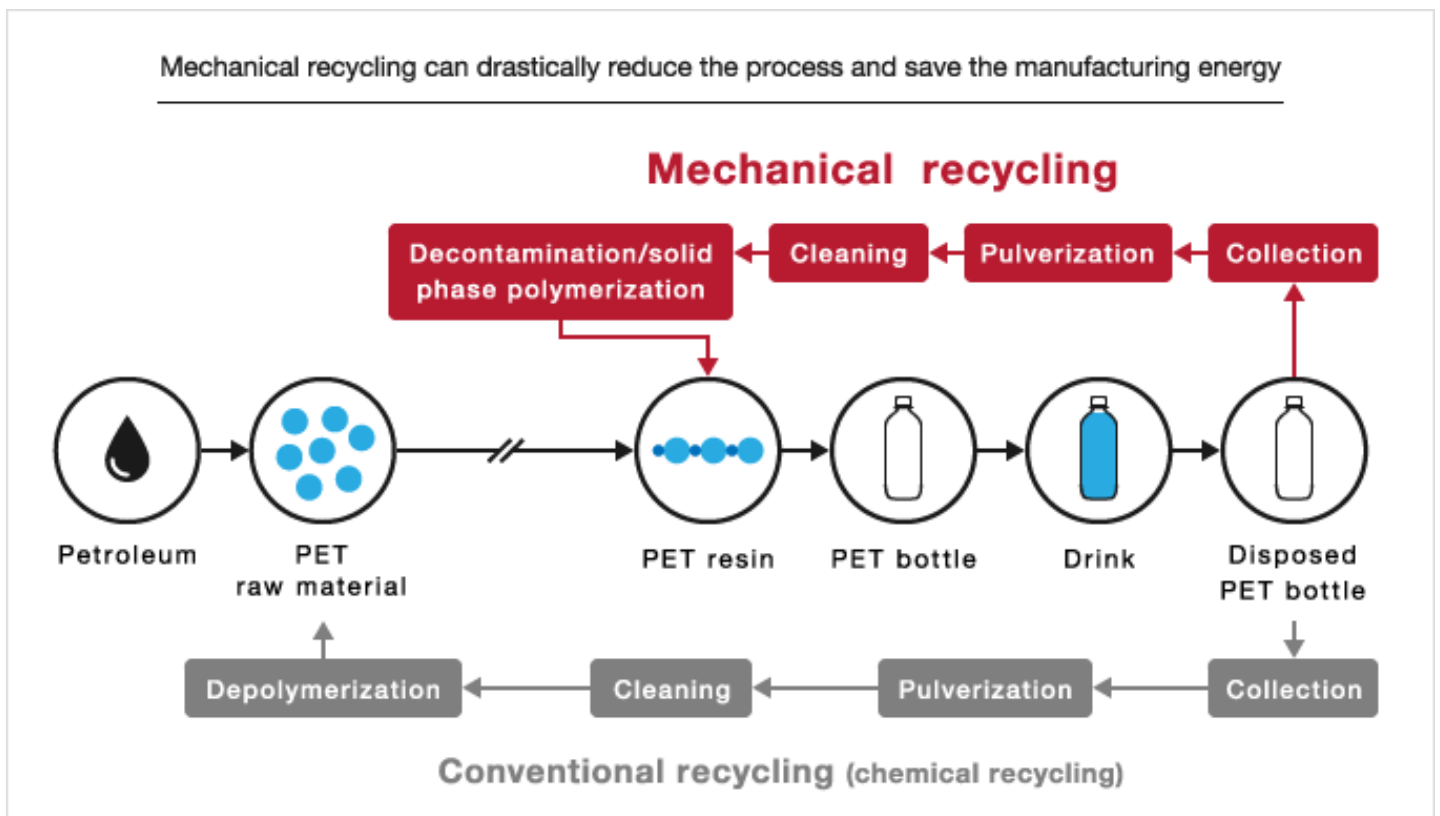 Mechanical recycling can drastically reduce the process and save the manufacturing energy
Mechanical recycling
Decontamination/solid
phase polymerization
Cleaning
Pulverization
Collection
Petroleum
PET
raw material
PET resin
PET bottle
Drink
Disposed
PET bottle
Depolymerization
Cleaning
Pulverization
Collection
Conventional recycling (chemical recycling)